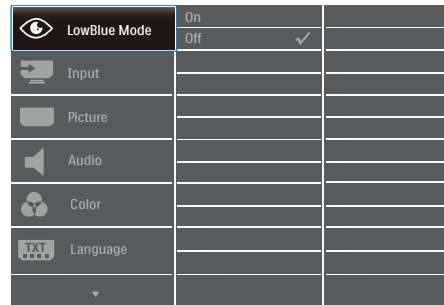 LowBlue Mode
On
Off
Input
Picture
Audio
Color
TXT
Language